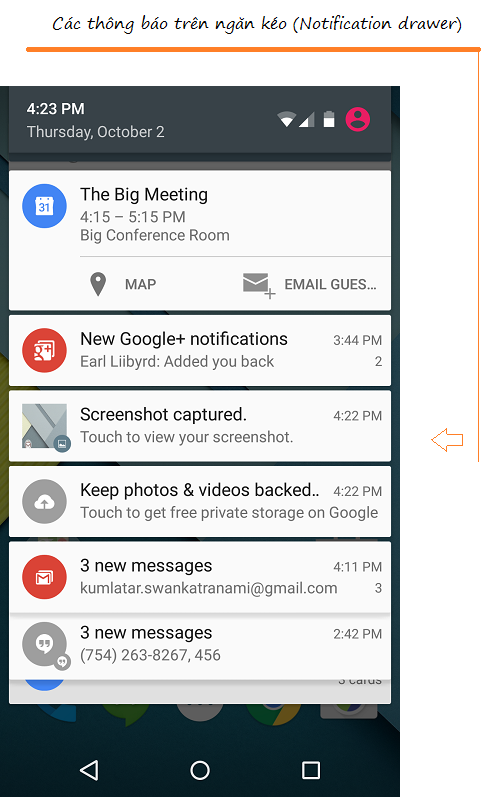 Các thông báo trên ngăn kéo (Notification drawer)
4:23 PM
Thursday, October 2
The Big Meeting
31
4:15 – 5:15 PM
Big Conference Room
MAP
EMAIL GUES...
New Google+ notifications 3:44 PM
Earl Liibyrd: Added you back 2
Screenshot captured. 4:22 PM
Touch to view your screenshot.
Keep photos & videos backed.. 4:22 PM
Touch to get free private storage on Google
3 new messages 4:11 PM
kumlatar.swankatranami@gmail.com 3
3 new messages 2:42 PM
(754) 263-8267, 456
3 cards